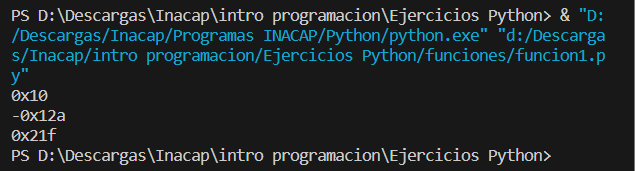 PS D:\Descargas\Inacap\intro programacion\Ejercicios Python> & "D:
/Descargas/Inacap/Programas INACAP/Python/python.exe" "d:/Descarga
s/Inacap/intro programacion/Ejercicios Python/funciones/funcion1.p
y"
0x10
-0x12a
0x21f
PS D:\Descargas\Inacap\intro programacion\Ejercicios Python>